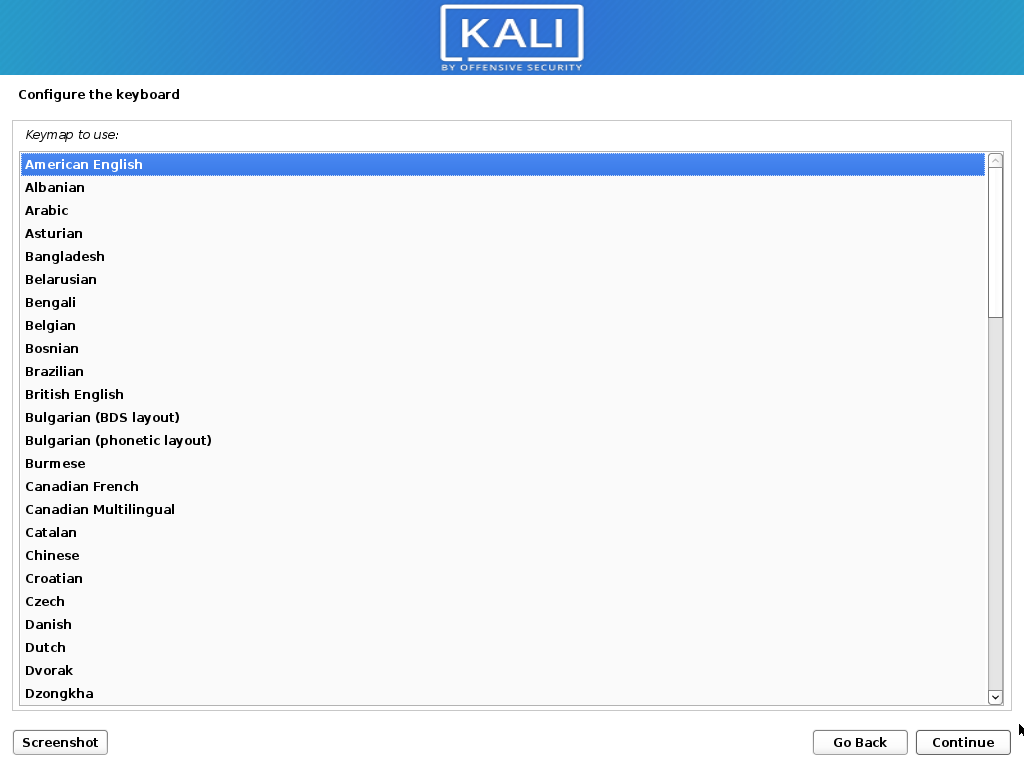 KALI
BY OFFENSIVE SECURITY
Configure the keyboard
Keymap to use:
American English
Albanian
Arabic
Asturian
Bangladesh
Belarusian
Bengali
Belgian
Bosnian
Brazilian
British English
Bulgarian (BDS layout)
Bulgarian (phonetic layout)
Burmese
Canadian French
Canadian Multilingual
Catalan
Chinese
Croatian
Czech
Danish
Dutch
Dvorak
Dzongkha
Screenshot Go Back Continue